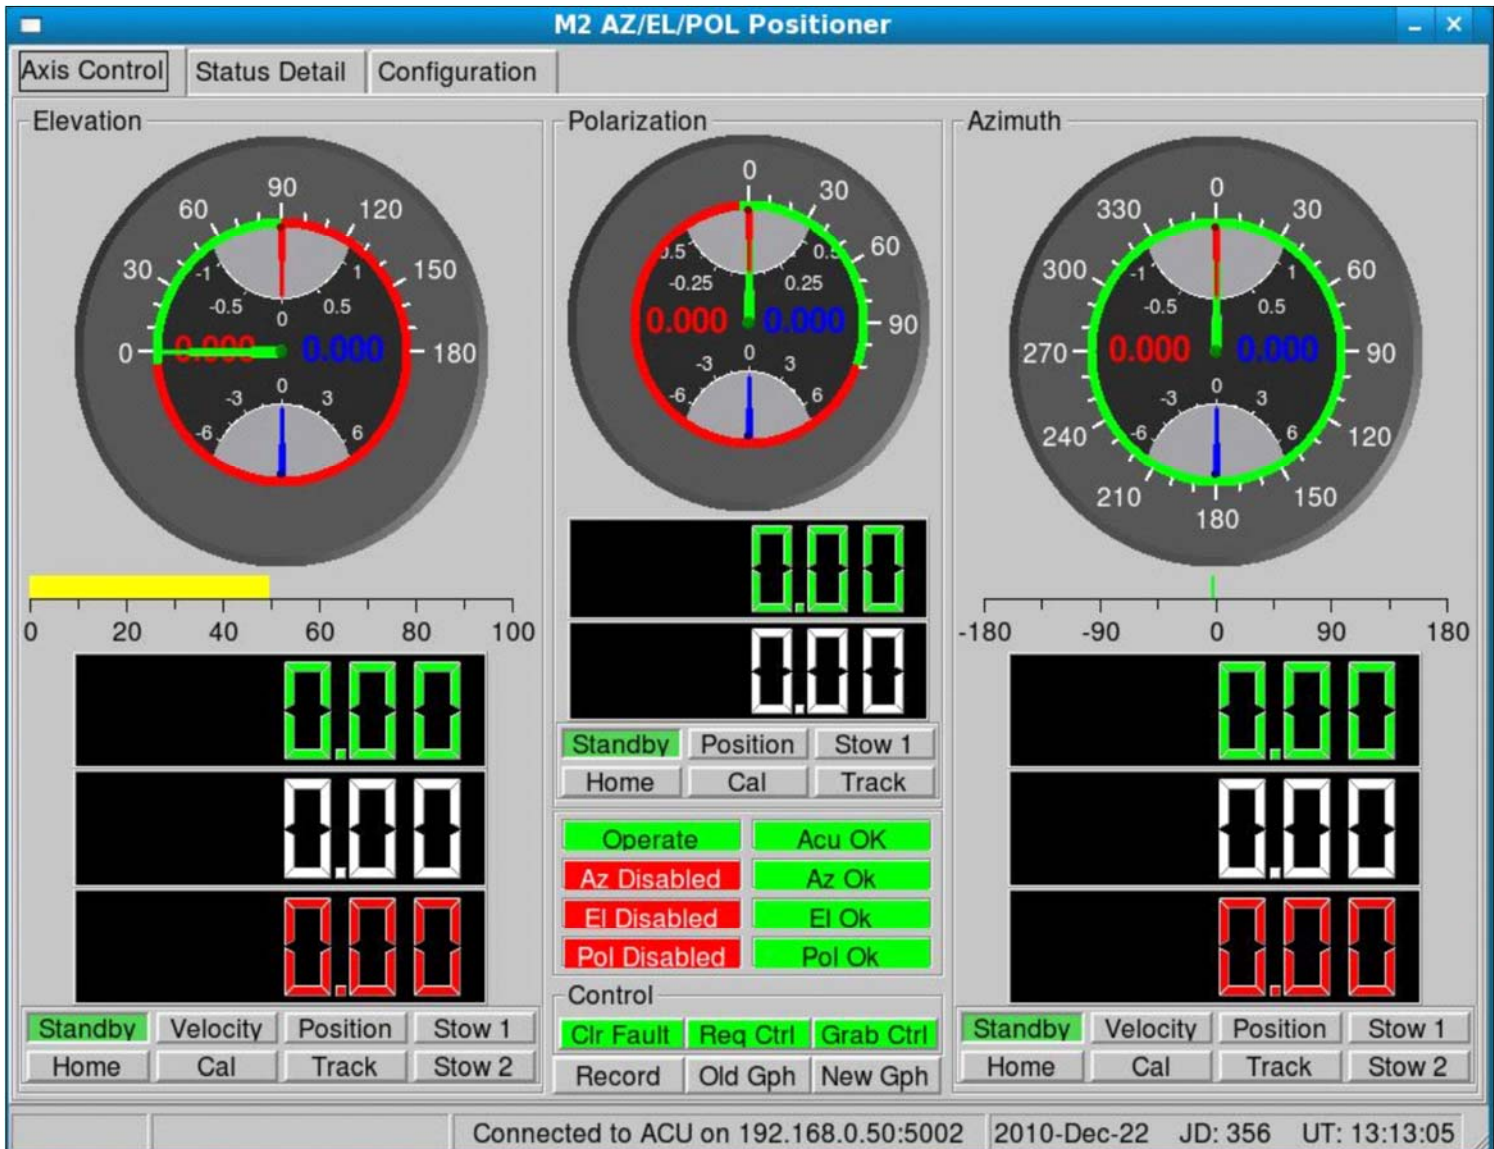 M2 AZ/EL/POL Positioner
Axis Control Status Detail Configuration
Elevation
90
60 120
30 150
-1 1
-0.5 0.5
0
0 0.000 0.000 180
0
-3 3
-6 6
0 20 40 60 80 100
0.00
0.00
0.00
Standby Velocity Position Stow 1
Home Cal Track Stow 2
Polarization
0
30
0.5 0.5 60
-0.25 0.25
0
0.000 0.000 90
0
-3 3
-6 6
0.00
0.00
Standby Position Stow 1
Home Cal Track
Operate Acu OK
Az Disabled Az Ok
El Disabled El Ok
Pol Disabled Pol Ok
Control
Clr Fault Req Ctrl Grab Ctrl
Record Old Gph New Gph
Azimuth
0
330 30
300 60
-1 1
-0.5 0.5
270 0.000 0.000 90
0
-3 3
240 -6 6 120
210 150
180
-180 -90 0 90 180
0.00
0.00
0.00
Standby Velocity Position Stow 1
Home Cal Track Stow 2
Connected to ACU on 192.168.0.50:5002 2010-Dec-22 JD: 356 UT: 13:13:05